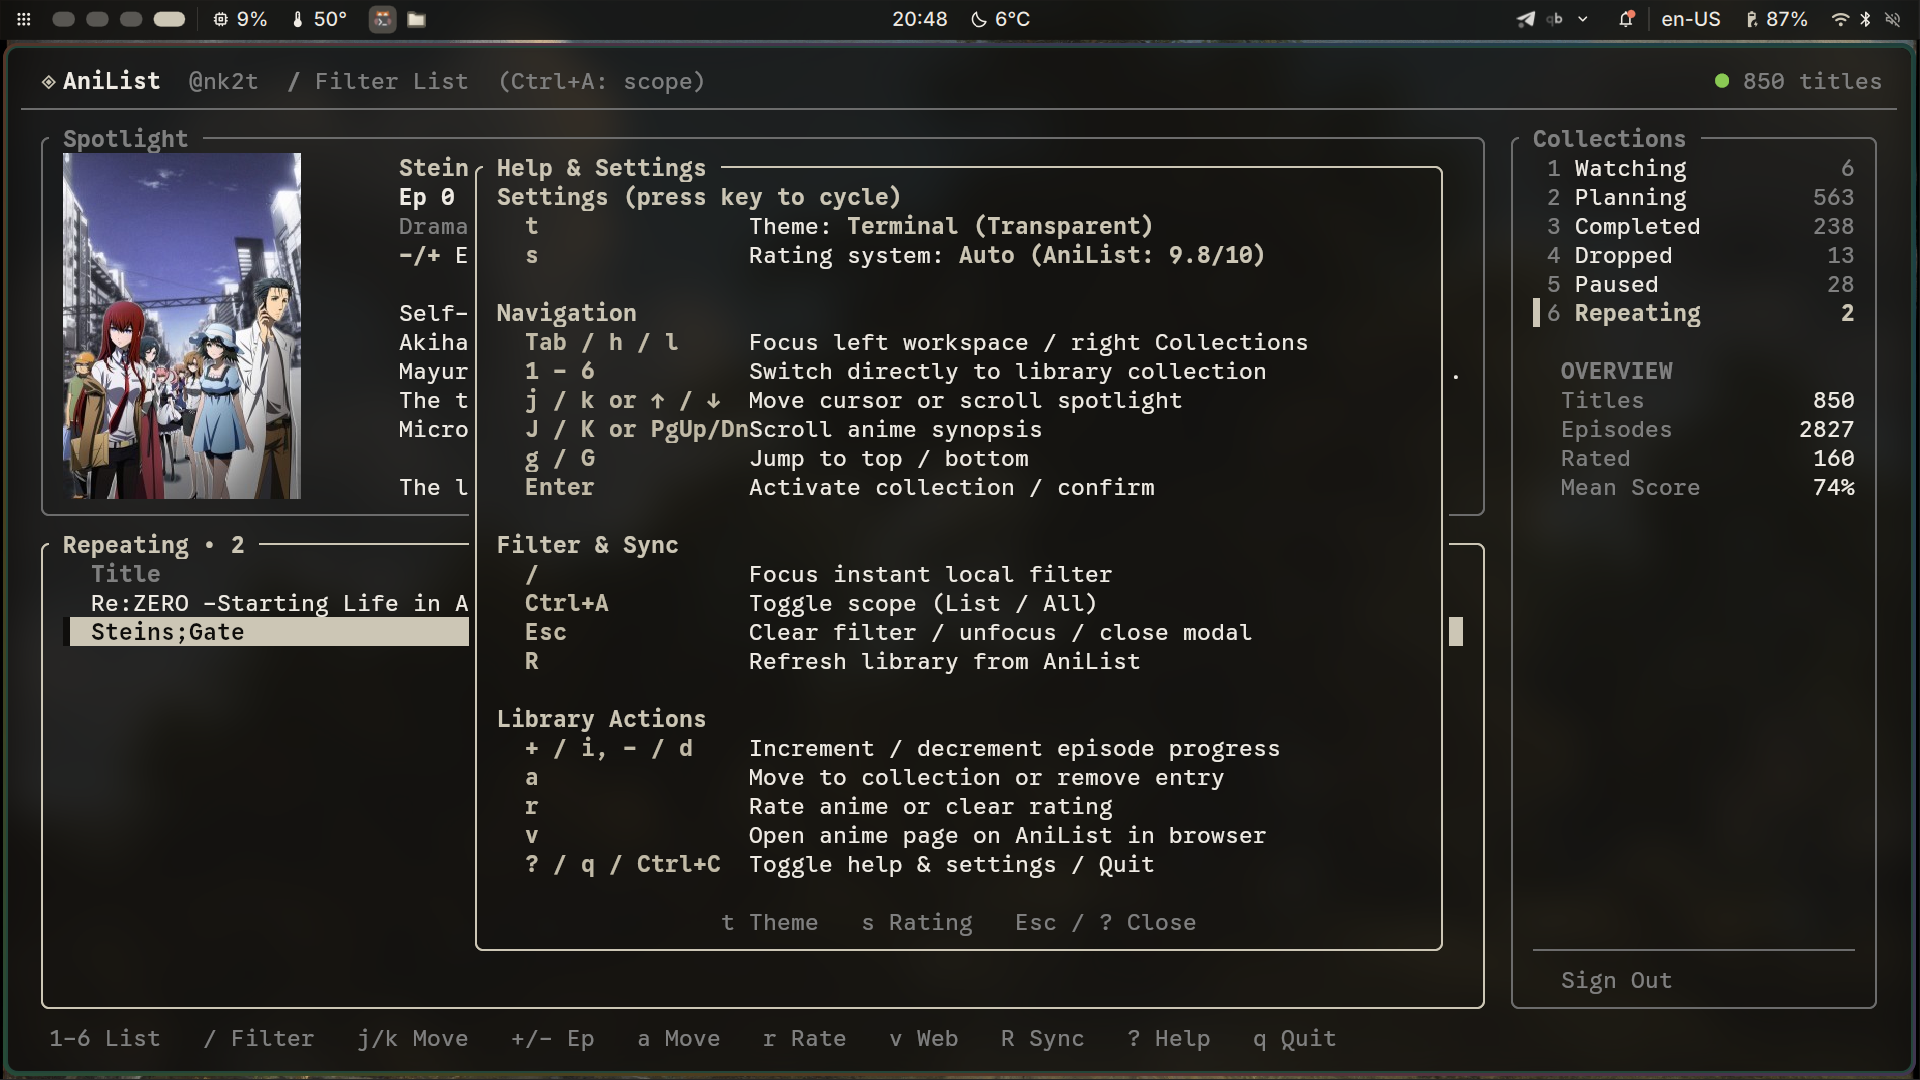 9% 50° 20:48 6°C qb en-US 87%
AniList @nk2t / Filter List (Ctrl+A: scope) 850 titles
Spotlight
Stein
Ep 0
Drama
-/+ E
Self-
Akiha
Mayur
The t
Micro
The l
.
Help & Settings
Settings (press key to cycle)
t Theme: Terminal (Transparent)
s Rating system: Auto (AniList: 9.8/10)
Navigation
Tab / h / l Focus left workspace / right Collections
1 - 6 Switch directly to library collection
j / k or ↑ / ↓ Move cursor or scroll spotlight
J / K or PgUp/DnScroll anime synopsis
g / G Jump to top / bottom
Enter Activate collection / confirm
Filter & Sync
/ Focus instant local filter
Ctrl+A Toggle scope (List / All)
Esc Clear filter / unfocus / close modal
R Refresh library from AniList
Library Actions
+ / i, - / d Increment / decrement episode progress
a Move to collection or remove entry
r Rate anime or clear rating
v Open anime page on AniList in browser
? / q / Ctrl+C Toggle help & settings / Quit
t Theme s Rating Esc / ? Close
Repeating • 2
Title
Re:ZERO -Starting Life in A
Steins;Gate
Collections
1 Watching 6
2 Planning 563
3 Completed 238
4 Dropped 13
5 Paused 28
6 Repeating 2
OVERVIEW
Titles 850
Episodes 2827
Rated 160
Mean Score 74%
Sign Out
1-6 List / Filter j/k Move +/- Ep a Move r Rate v Web R Sync ? Help q Quit